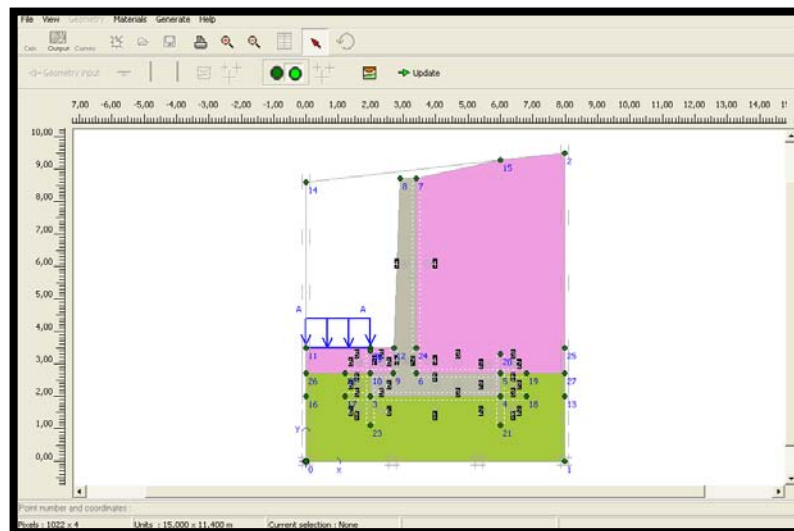 File View Geometry Materials Generate Help
Calc Output Curves
Geometry input Update
7,00 -6,00 -5,00 -4,00 -3,00 -2,00 -1,00 0,00 1,00 2,00 3,00 4,00 5,00 6,00 7,00 8,00 9,00 10,00 11,00 12,00 13,00 14,00
10,00
9,00
8,00
7,00
6,00
5,00
4,00
3,00
2,00
1,00
0,00
2
15
14
8 7
A A
11 12 24 25
20
26 10 9 6 5 19 27
16 17 3 4 18 13
23 21
Y
0 x 1
Point number and coordinates :
Pixels : 1022 x 4 Units : 15,000 x 11,400 m Current selection : None